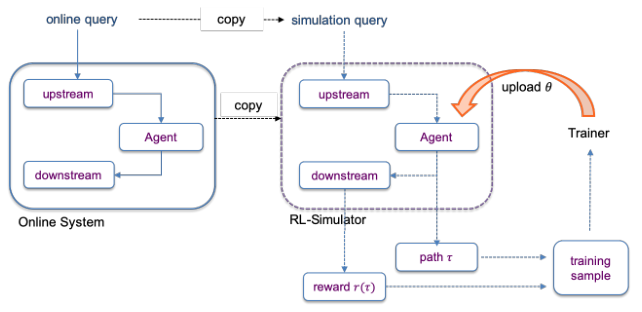 online query
copy
simulation query
upstream
Agent
downstream
Online System
copy
upstream
Agent
downstream
RL-Simulator
upload θ
Trainer
path τ
reward r(τ)
training
sample